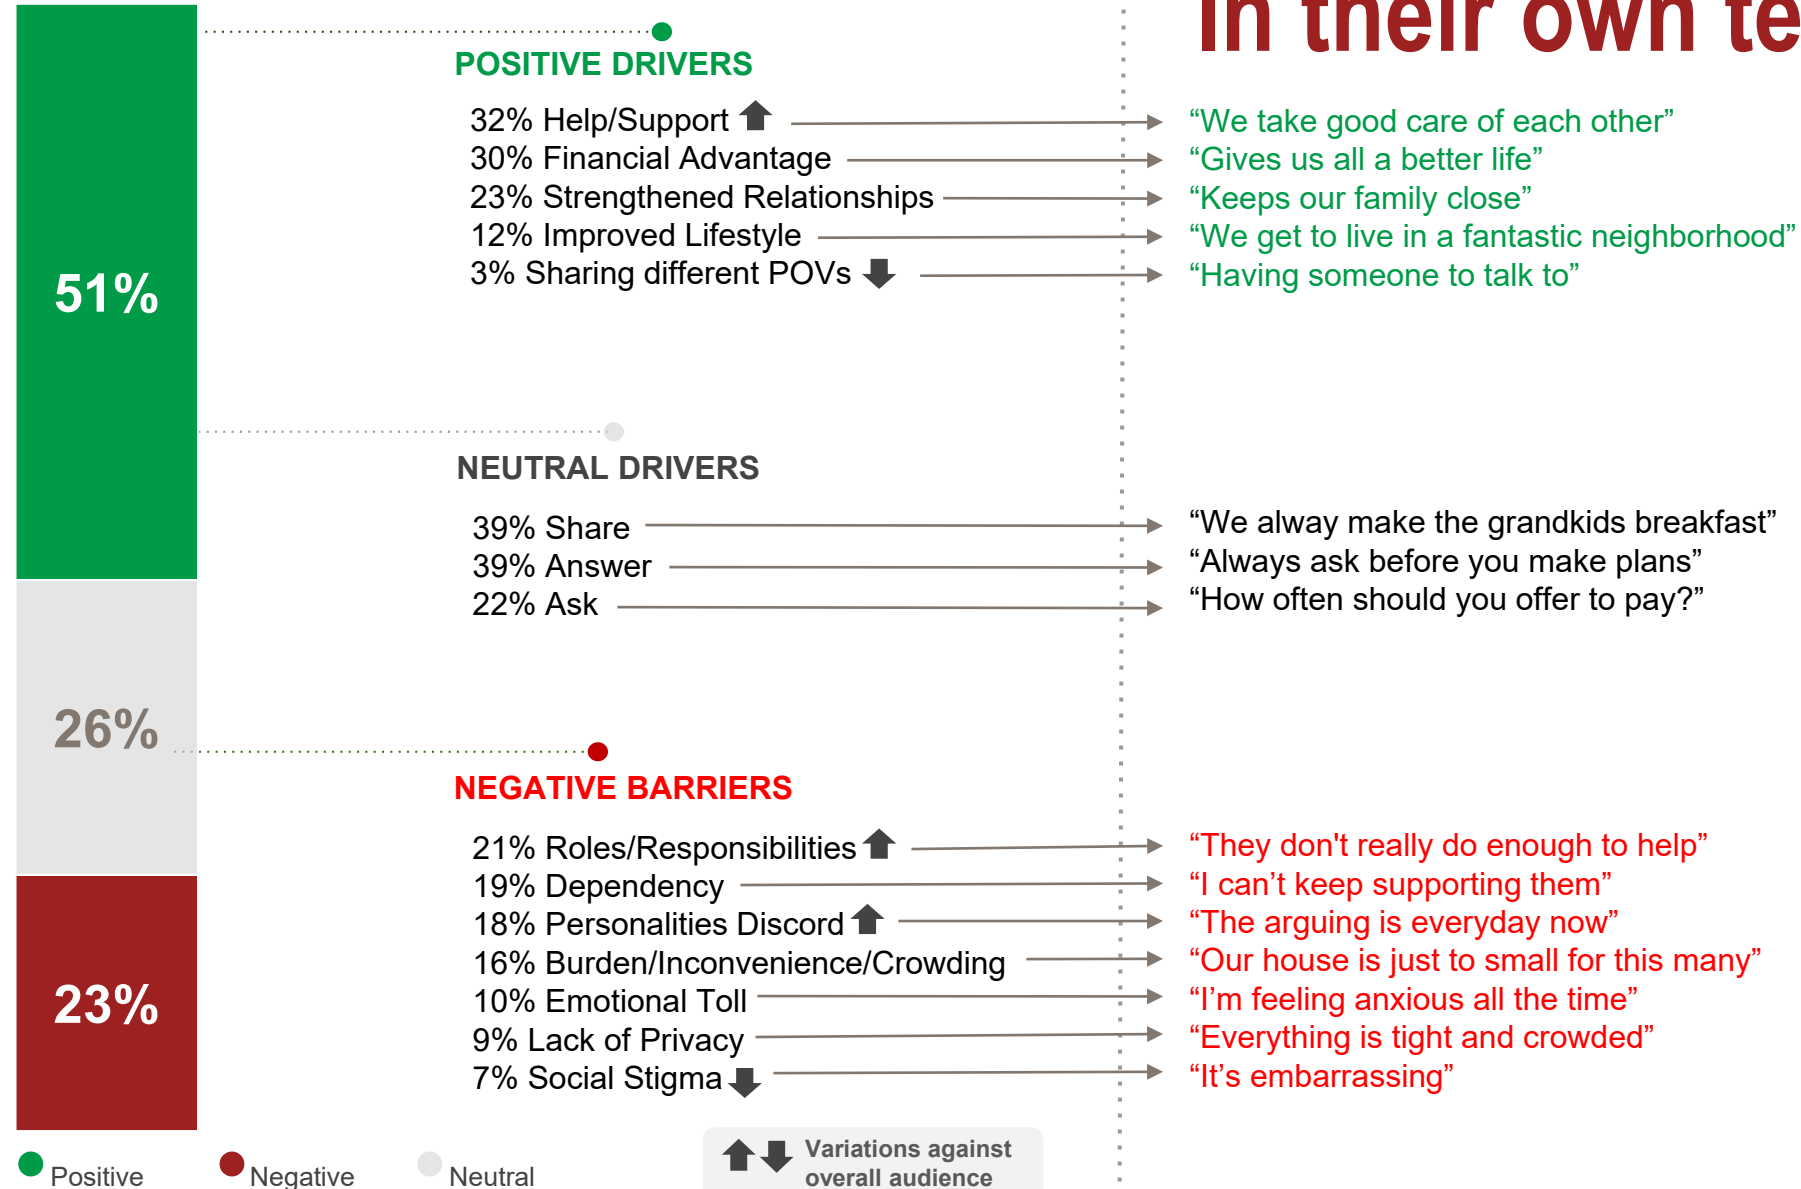 In their own te
51%
26%
23%
POSITIVE DRIVERS
32% Help/Support
30% Financial Advantage
23% Strengthened Relationships
12% Improved Lifestyle
3% Sharing different POVs
“We take good care of each other”
“Gives us all a better life”
“Keeps our family close”
“We get to live in a fantastic neighborhood”
“Having someone to talk to”
NEUTRAL DRIVERS
39% Share
39% Answer
22% Ask
“We alway make the grandkids breakfast”
“Always ask before you make plans”
“How often should you offer to pay?”
NEGATIVE BARRIERS
21% Roles/Responsibilities
19% Dependency
18% Personalities Discord
16% Burden/Inconvenience/Crowding
10% Emotional Toll
9% Lack of Privacy
7% Social Stigma
“They don't really do enough to help”
“I can’t keep supporting them”
“The arguing is everyday now”
“Our house is just to small for this many”
“I’m feeling anxious all the time”
“Everything is tight and crowded”
“It’s embarrassing”
Positive
Negative
Neutral
Variations against
overall audience